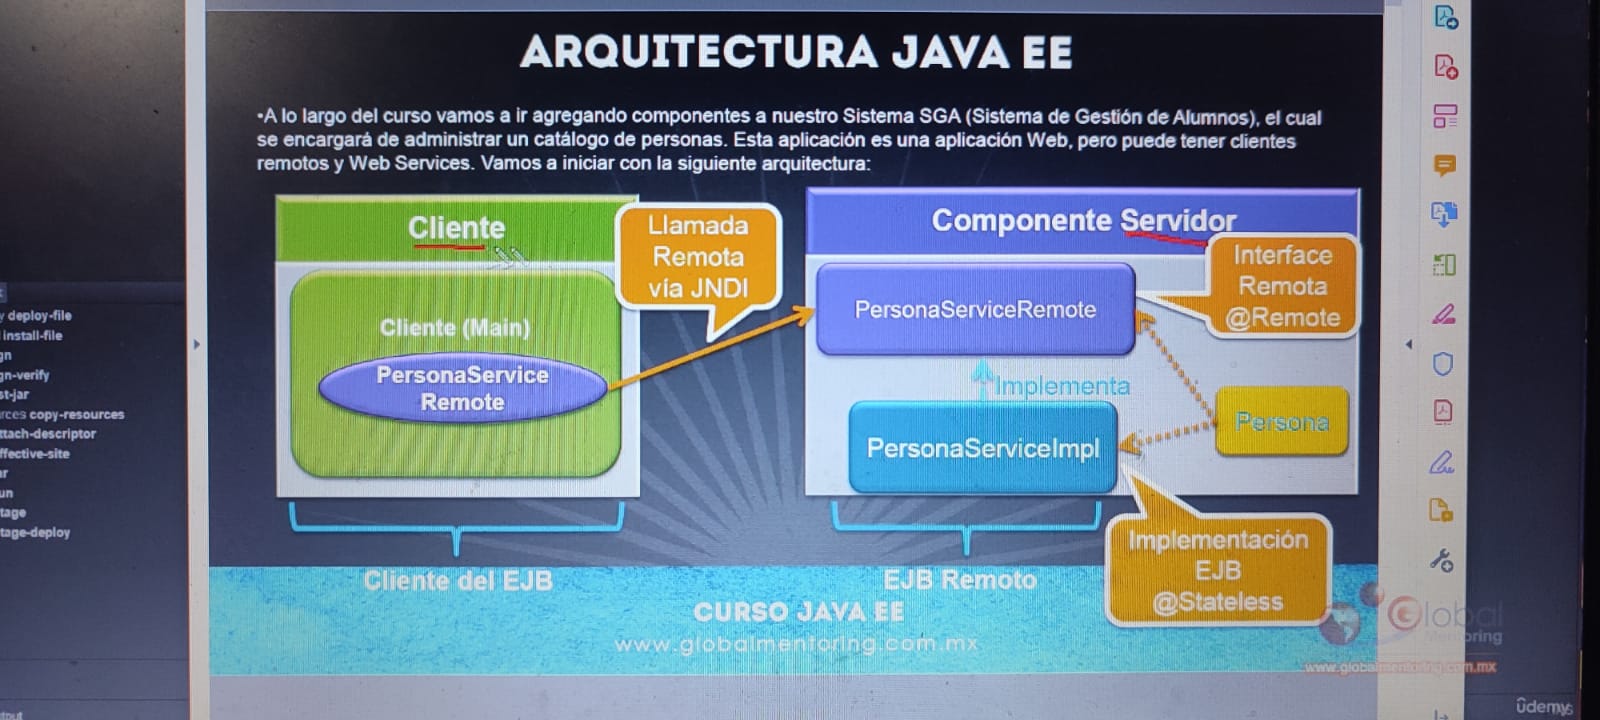 ARQUITECTURA JAVA EE
•A lo largo del curso vamos a ir agregando componentes a nuestro Sistema SGA (Sistema de Gestión de Alumnos), el cual
se encargará de administrar un catálogo de personas. Esta aplicación es una aplicación Web, pero puede tener clientes
remotos y Web Services. Vamos a iniciar con la siguiente arquitectura:
Cliente
Llamada
Remota
vía JNDI
Componente Servidor
Interface
Remota
@Remote
Cliente (Main)
PersonaService
Remote
PersonaServiceRemote
Implementa
PersonaServiceImpl
Persona
Implementación
EJB
@Stateless
Cliente del EJB
EJB Remoto
CURSO JAVA EE
www.globalmentoring.com.mx
Global
Mentoring
www.globalmentoring.com.mx
deploy-file
install-file
gn-verify
st-jar
copy-resources
ttach-descriptor
ffective-site
un
tage
tage-deploy
ûdemy